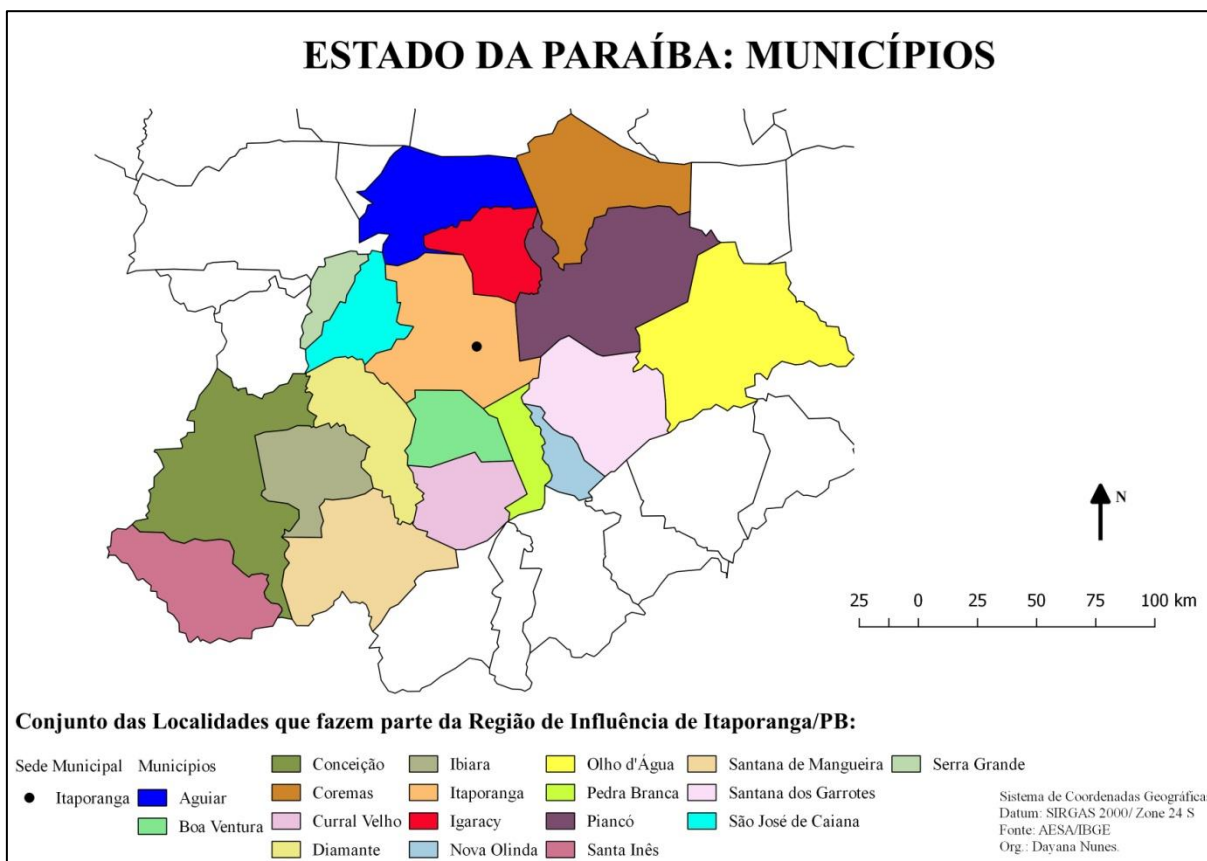 ESTADO DA PARAÍBA: MUNICÍPIOS
N
25 0 25 50 75 100 km
Conjunto das Localidades que fazem parte da Região de Influência de Itaporanga/PB:
Sede Municipal
Itaporanga
Municípios
Aguiar
Boa Ventura
Conceição
Coremas
Curral Velho
Diamante
Ibiara
Itaporanga
Igaracy
Nova Olinda
Olho d'Água
Pedra Branca
Piancó
Santa Inês
Santana de Mangueira
Santana dos Garrotes
São José de Caiana
Serra Grande
Sistema de Coordenadas Geográficas
Datum: SIRGAS 2000/ Zone 24 S
Fonte: AESA/IBGE
Org.: Dayana Nunes.